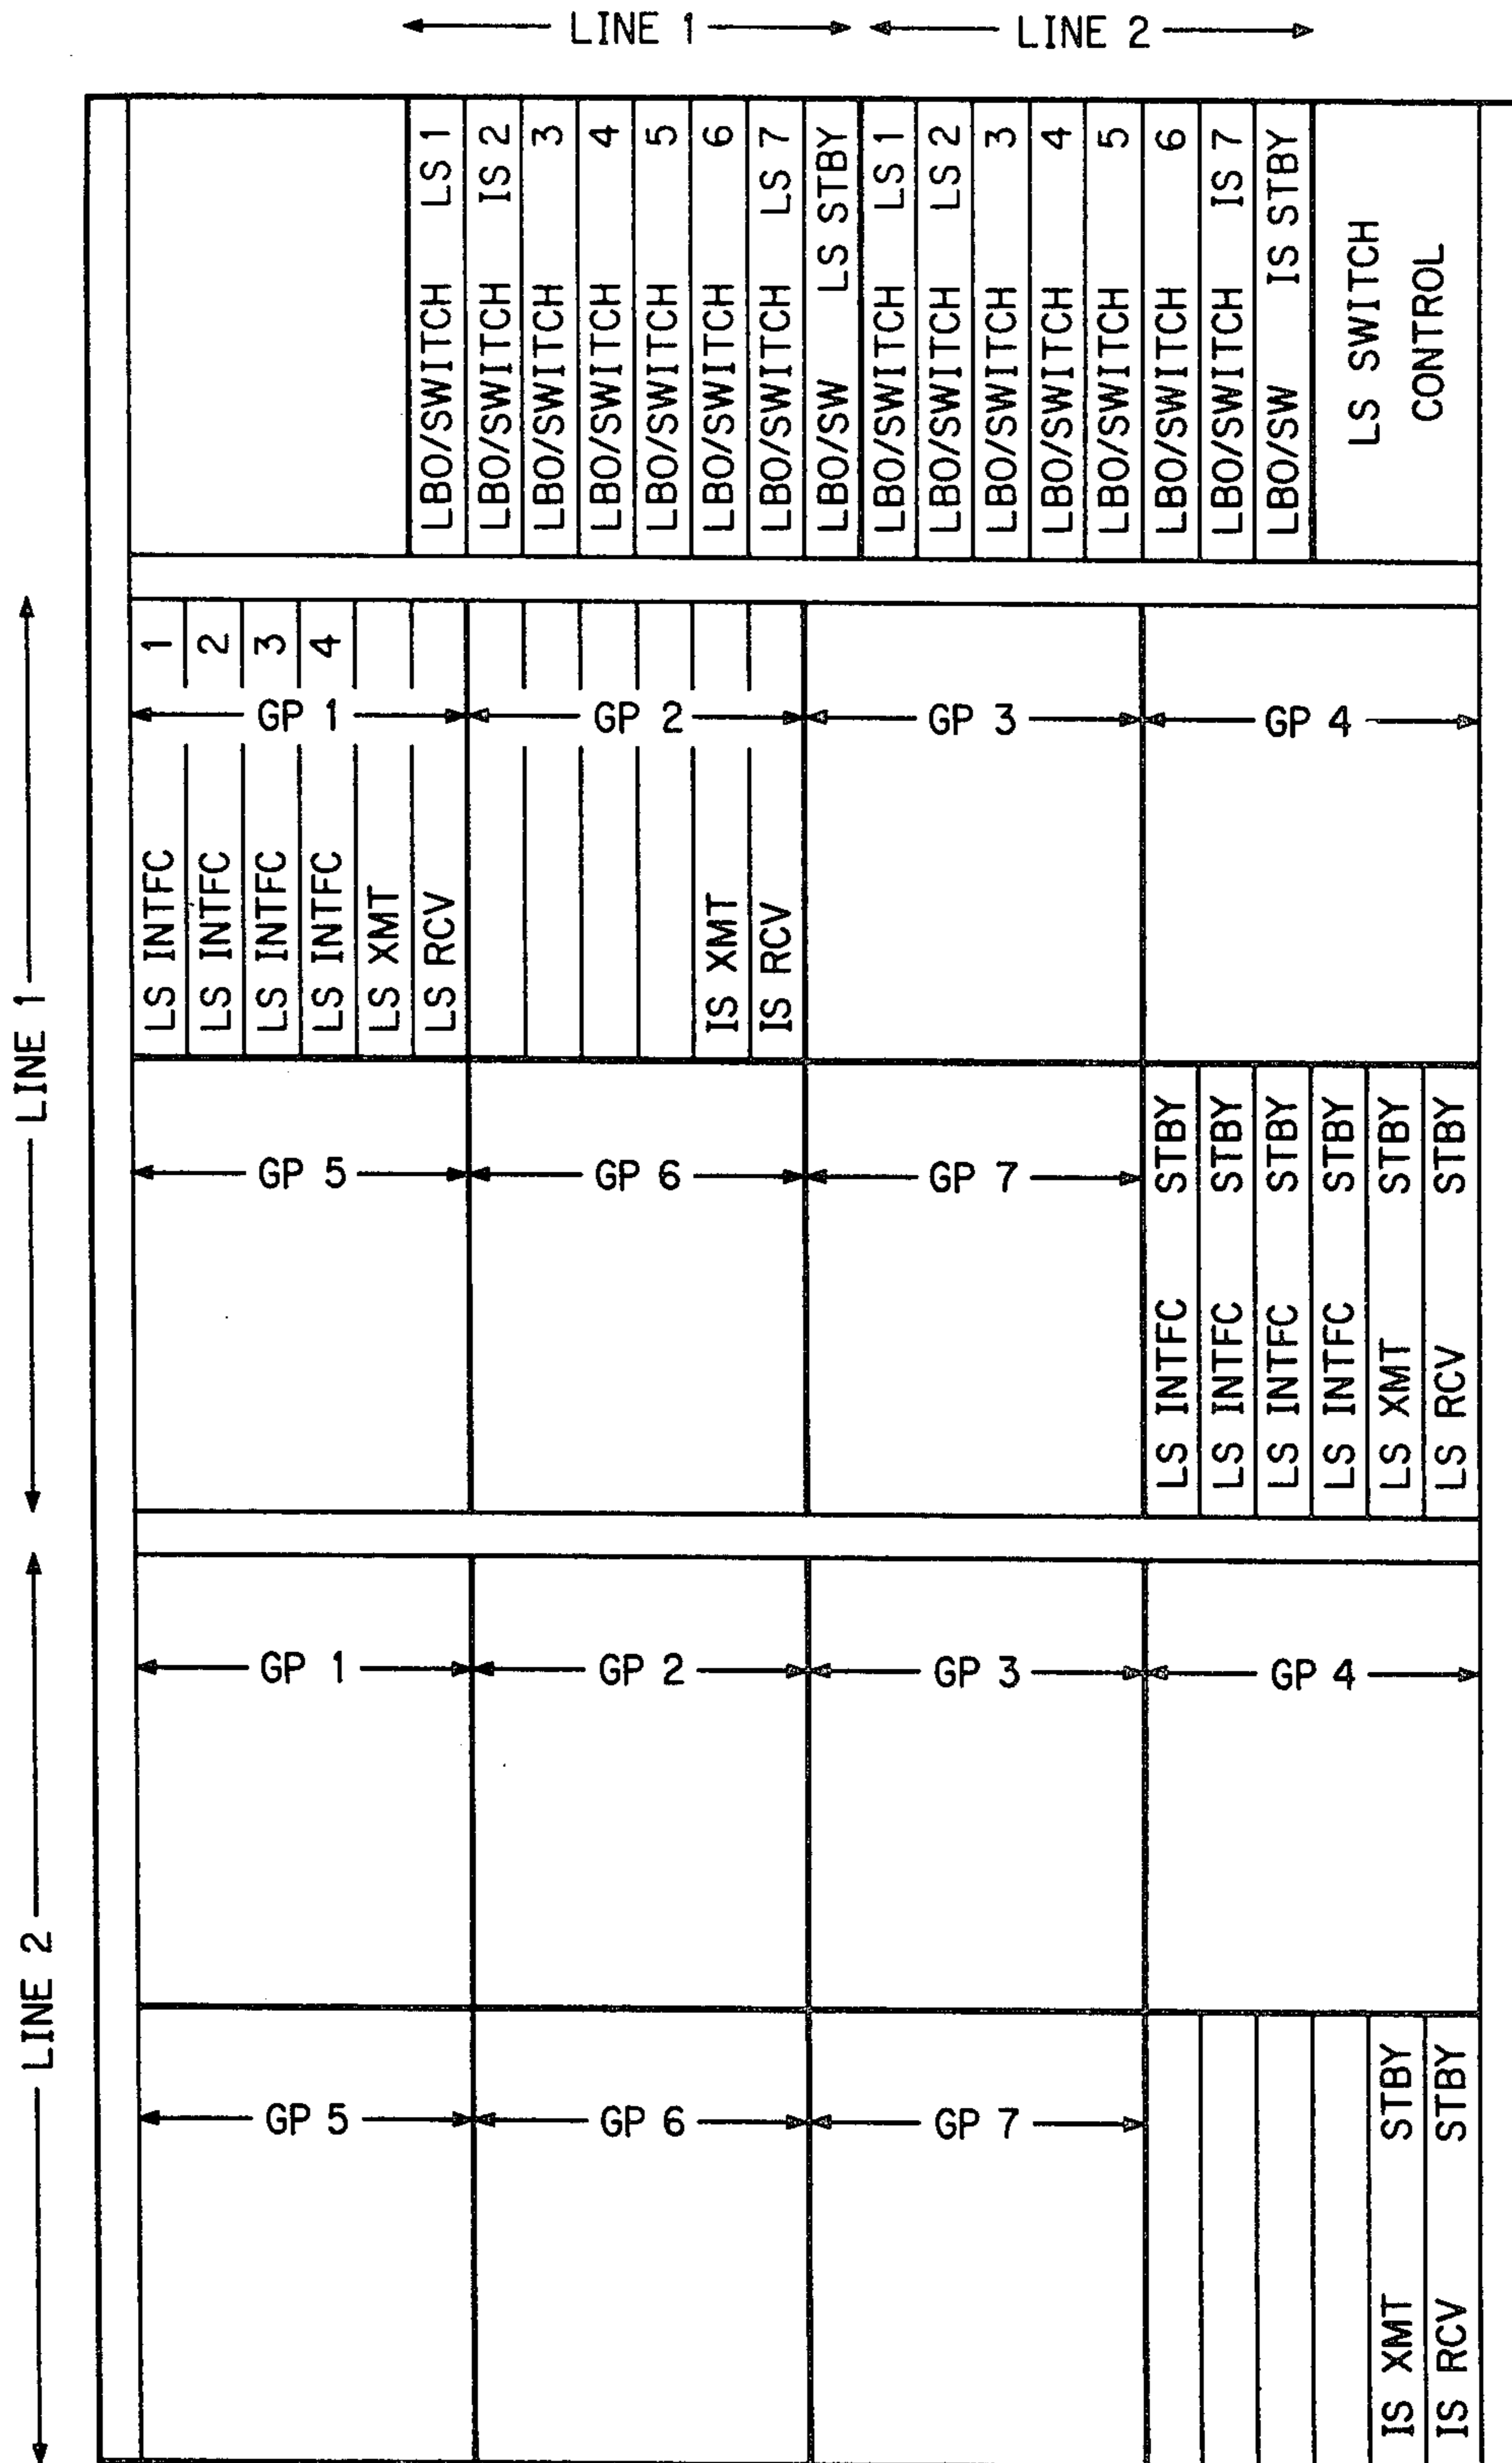 LINE 1
LINE 2
LBO/SWITCH LS 1
LBO/SWITCH IS 2
LBO/SWITCH 3
LBO/SWITCH 4
LBO/SWITCH 5
LBO/SWITCH 6
LBO/SWITCH LS 7
LBO/SW LS STBY
LBO/SWITCH LS 1
LBO/SWITCH LS 2
LBO/SWITCH 3
LBO/SWITCH 4
LBO/SWITCH 5
LBO/SWITCH 6
LBO/SWITCH IS 7
LBO/SW IS STBY
LS SWITCH
CONTROL
LINE 1
GP 1
LS INTFC 1
LS INTFC 2
LS INTFC 3
LS INTFC 4
LS XMT
LS RCV
GP 2
IS XMT
IS RCV
GP 3
GP 4
GP 5
GP 6
GP 7
LS INTFC STBY
LS INTFC STBY
LS INTFC STBY
LS INTFC STBY
LS XMT STBY
LS RCV STBY
LINE 2
GP 1
GP 2
GP 3
GP 4
GP 5
GP 6
GP 7
IS XMT STBY
IS RCV STBY